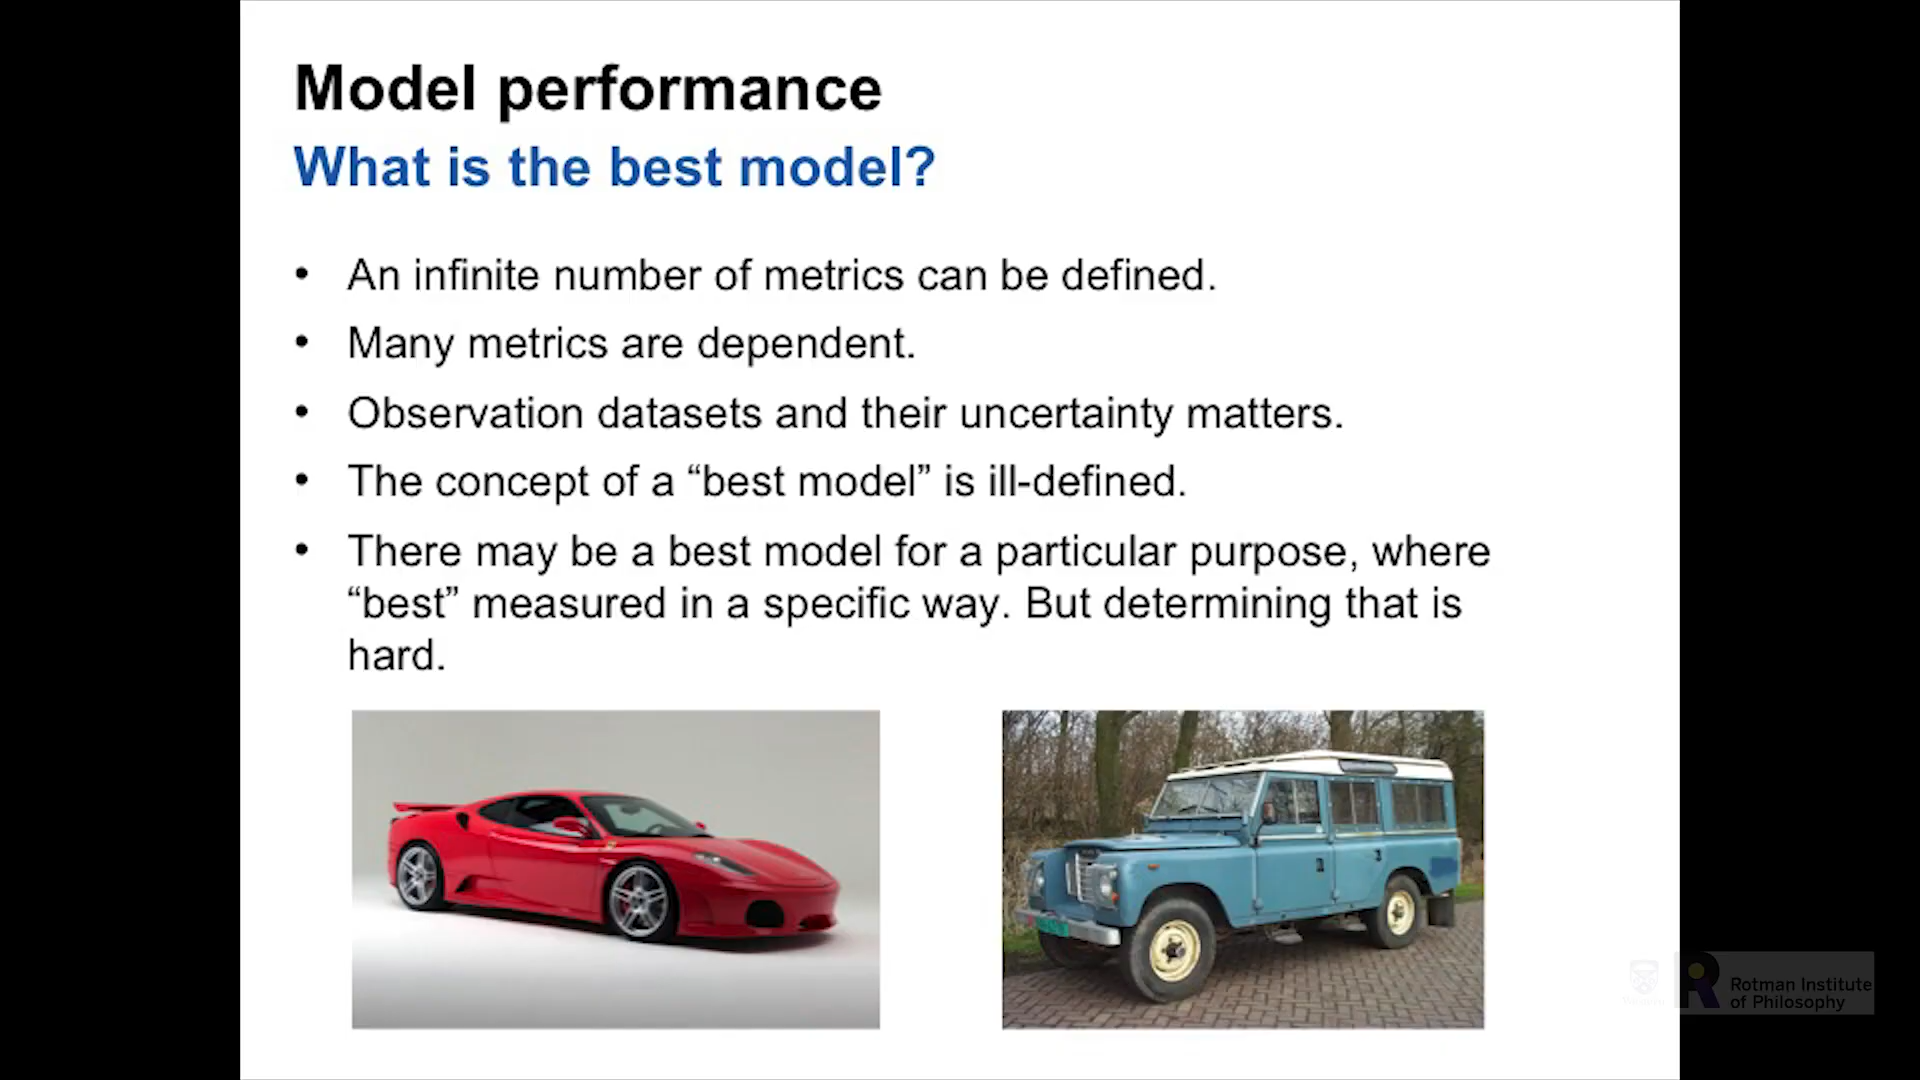 Model performance
What is the best model?
• An infinite number of metrics can be defined.
• Many metrics are dependent.
• Observation datasets and their uncertainty matters.
• The concept of a “best model” is ill-defined.
• There may be a best model for a particular purpose, where
“best” measured in a specific way. But determining that is
hard.
Rotman Institute
of Philosophy